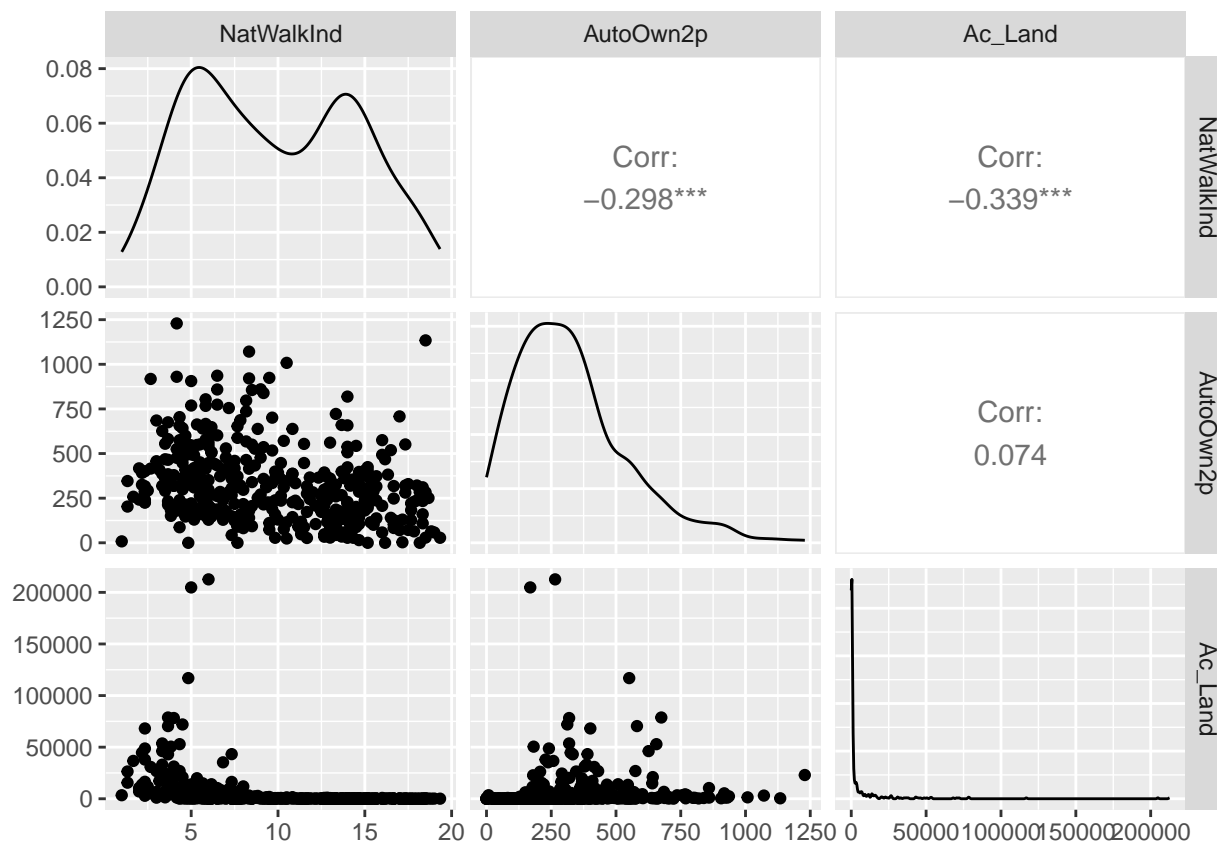 NatWalkInd AutoOwn2p Ac_Land
0.08
0.06
0.04
0.02
0.00
Corr:
−0.298***
Corr:
−0.339***
NatWalkInd
1250
1000
750
500
250
0
Corr:
0.074
AutoOwn2p
200000
150000
100000
50000
0
Ac_Land
5 10 15 20
0 250 500 750 1000 1250
0 50000 100000 150000 200000